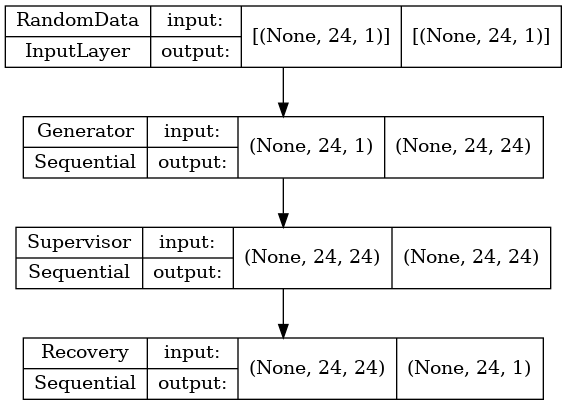 RandomData input: [(None, 24, 1)] [(None, 24, 1)]
InputLayer output:
Generator input: (None, 24, 1) (None, 24, 24)
Sequential output:
Supervisor input: (None, 24, 24) (None, 24, 24)
Sequential output:
Recovery input: (None, 24, 24) (None, 24, 1)
Sequential output: